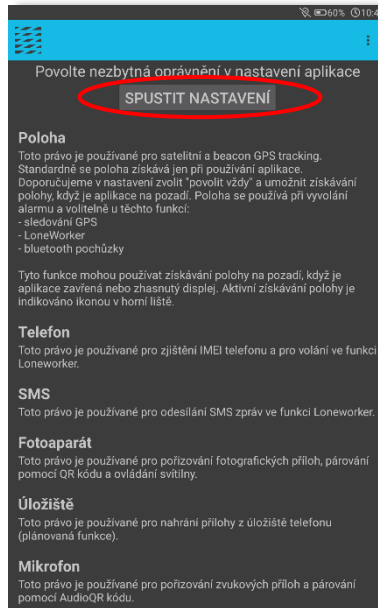 60% 10:4
Povolte nezbytná oprávnění v nastavení aplikace
SPUSTIT NASTAVENÍ
Poloha
Toto právo je používané pro satelitní a beacon GPS tracking.
Standardně se poloha získává jen při používání aplikace.
Doporučujeme v nastavení zvolit "povolit vždy" a umožnit získávání
polohy, když je aplikace na pozadí. Poloha se používá při vyvolání
alarmu a volitelně u těchto funkcí:
- sledování GPS
- LoneWorker
- bluetooth pochůzky
Tyto funkce mohou používat získávání polohy na pozadí, když je
aplikace zavřená nebo zhasnutý displej. Aktivní získávání polohy je
indikováno ikonou v horní liště.
Telefon
Toto právo je používané pro zjištění IMEI telefonu a pro volání ve funkci
Loneworker.
SMS
Toto právo je používané pro odesílání SMS zpráv ve funkci Loneworker.
Fotoaparát
Toto právo je používané pro pořizování fotografických příloh, párování
pomocí QR kódu a ovládání svítilny.
Úložiště
Toto právo je používané pro nahrání přílohy z úložiště telefonu
(plánovaná funkce).
Mikrofon
Toto právo je používané pro pořizování zvukových příloh a párování
pomocí AudioQR kódu.